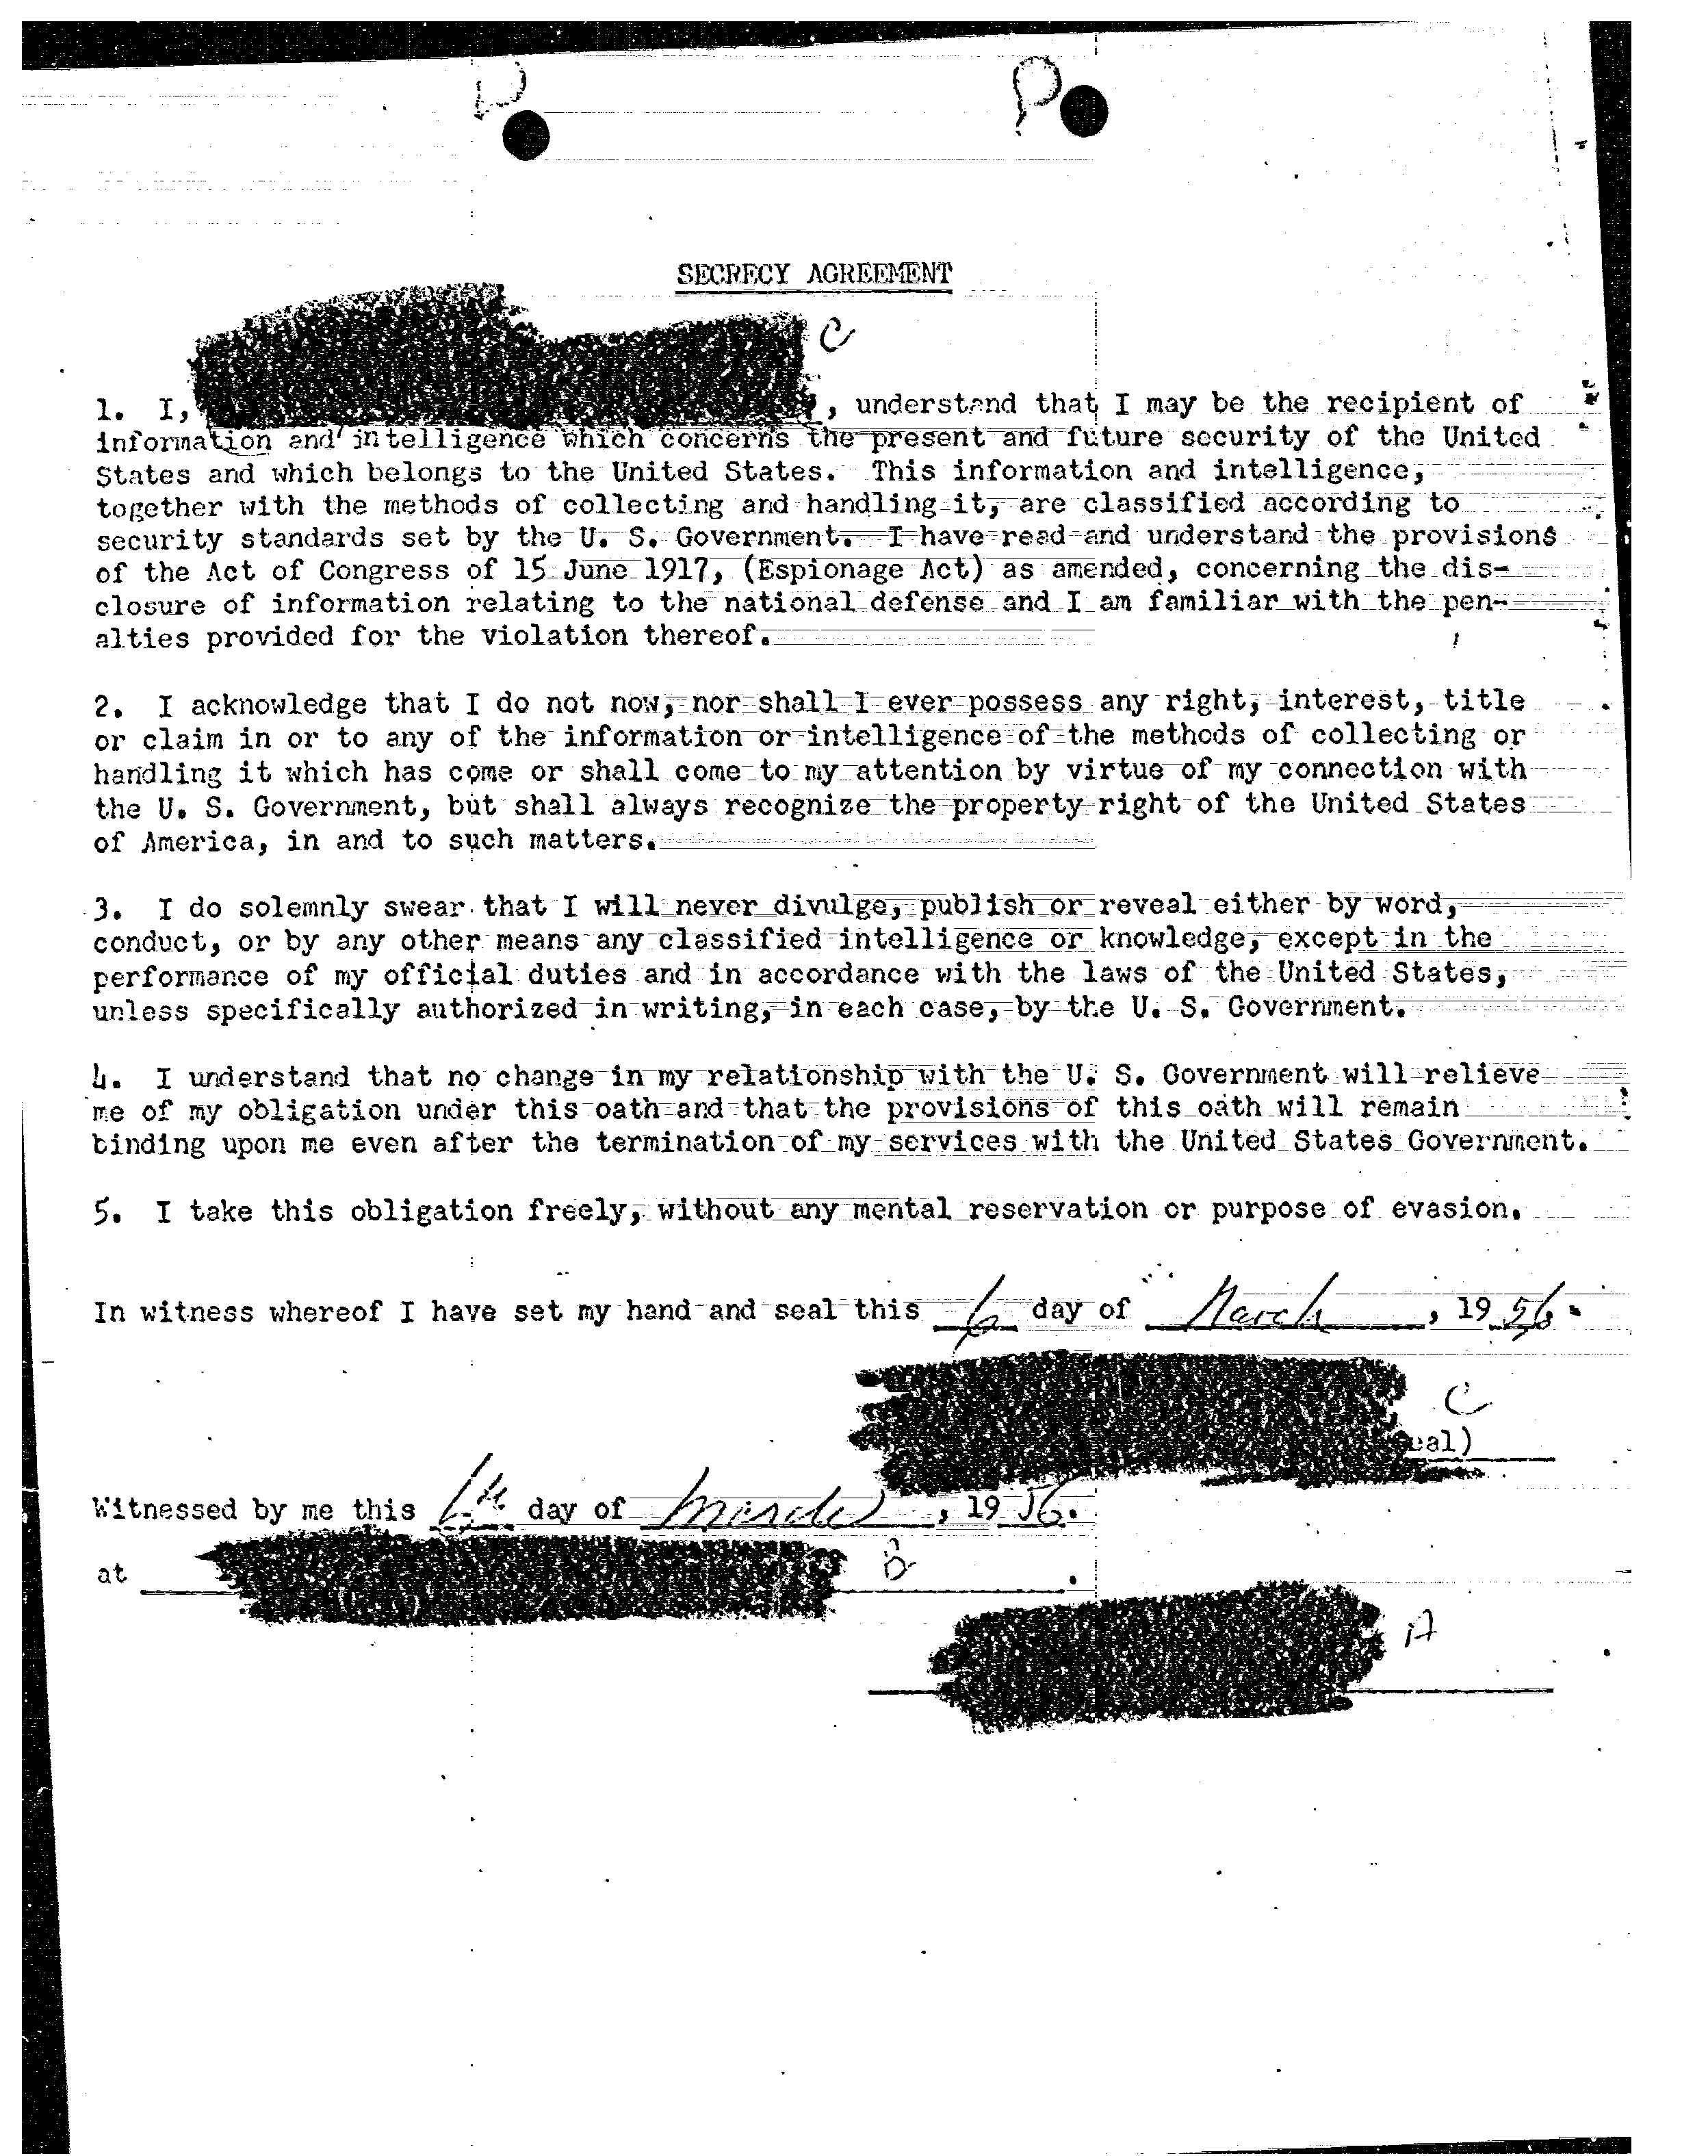 P
P
SECRECY AGREEMENT
C
1. I, , understand that I may be the recipient of
information and intelligence which concerns the present and future security of the United
States and which belongs to the United States. This information and intelligence,
together with the methods of collecting and handling it, are classified according to
security standards set by the U. S. Government. I have read and understand the provisions
of the Act of Congress of 15 June 1917, (Espionage Act) as amended, concerning the dis-
closure of information relating to the national defense and I am familiar with the pen-
alties provided for the violation thereof.
2. I acknowledge that I do not now, nor shall I ever possess any right, interest, title
or claim in or to any of the information or intelligence of the methods of collecting or
handling it which has come or shall come to my attention by virtue of my connection with
the U. S. Government, but shall always recognize the property right of the United States
of America, in and to such matters.
3. I do solemnly swear that I will never divulge, publish or reveal either by word,
conduct, or by any other means any classified intelligence or knowledge, except in the
performance of my official duties and in accordance with the laws of the United States,
unless specifically authorized in writing, in each case, by the U. S. Government.
4. I understand that no change in my relationship with the U. S. Government will relieve
me of my obligation under this oath and that the provisions of this oath will remain
binding upon me even after the termination of my services with the United States Government.
5. I take this obligation freely, without any mental reservation or purpose of evasion.
In witness whereof I have set my hand and seal this 6 day of March, 1956.
C
eal)
Witnessed by me this 6th day of March, 1956.
at B .
A